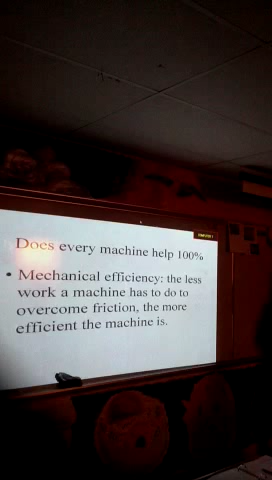 Does every machine help 100%
• Mechanical efficiency: the less
work a machine has to do to
overcome friction, the more
efficient the machine is.